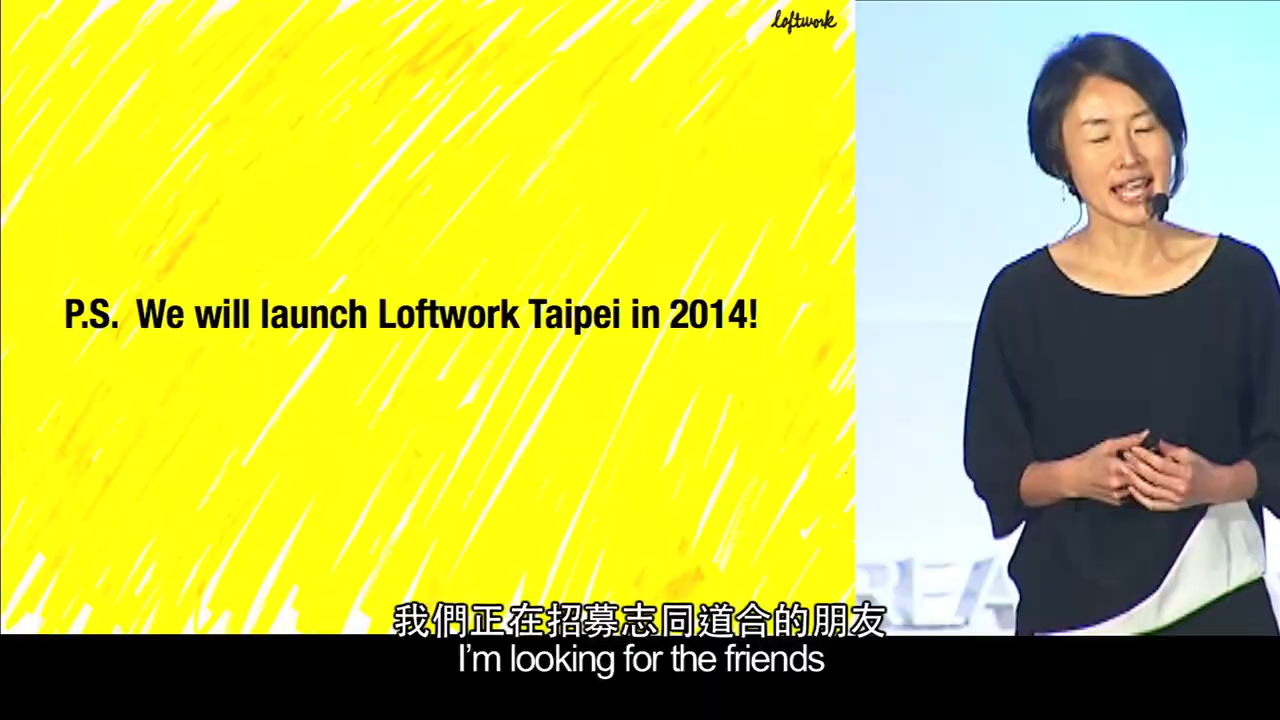 loftwork
P.S. We will launch Loftwork Taipei in 2014!
REA
我們正在招募志同道合的朋友
I'm looking for the friends